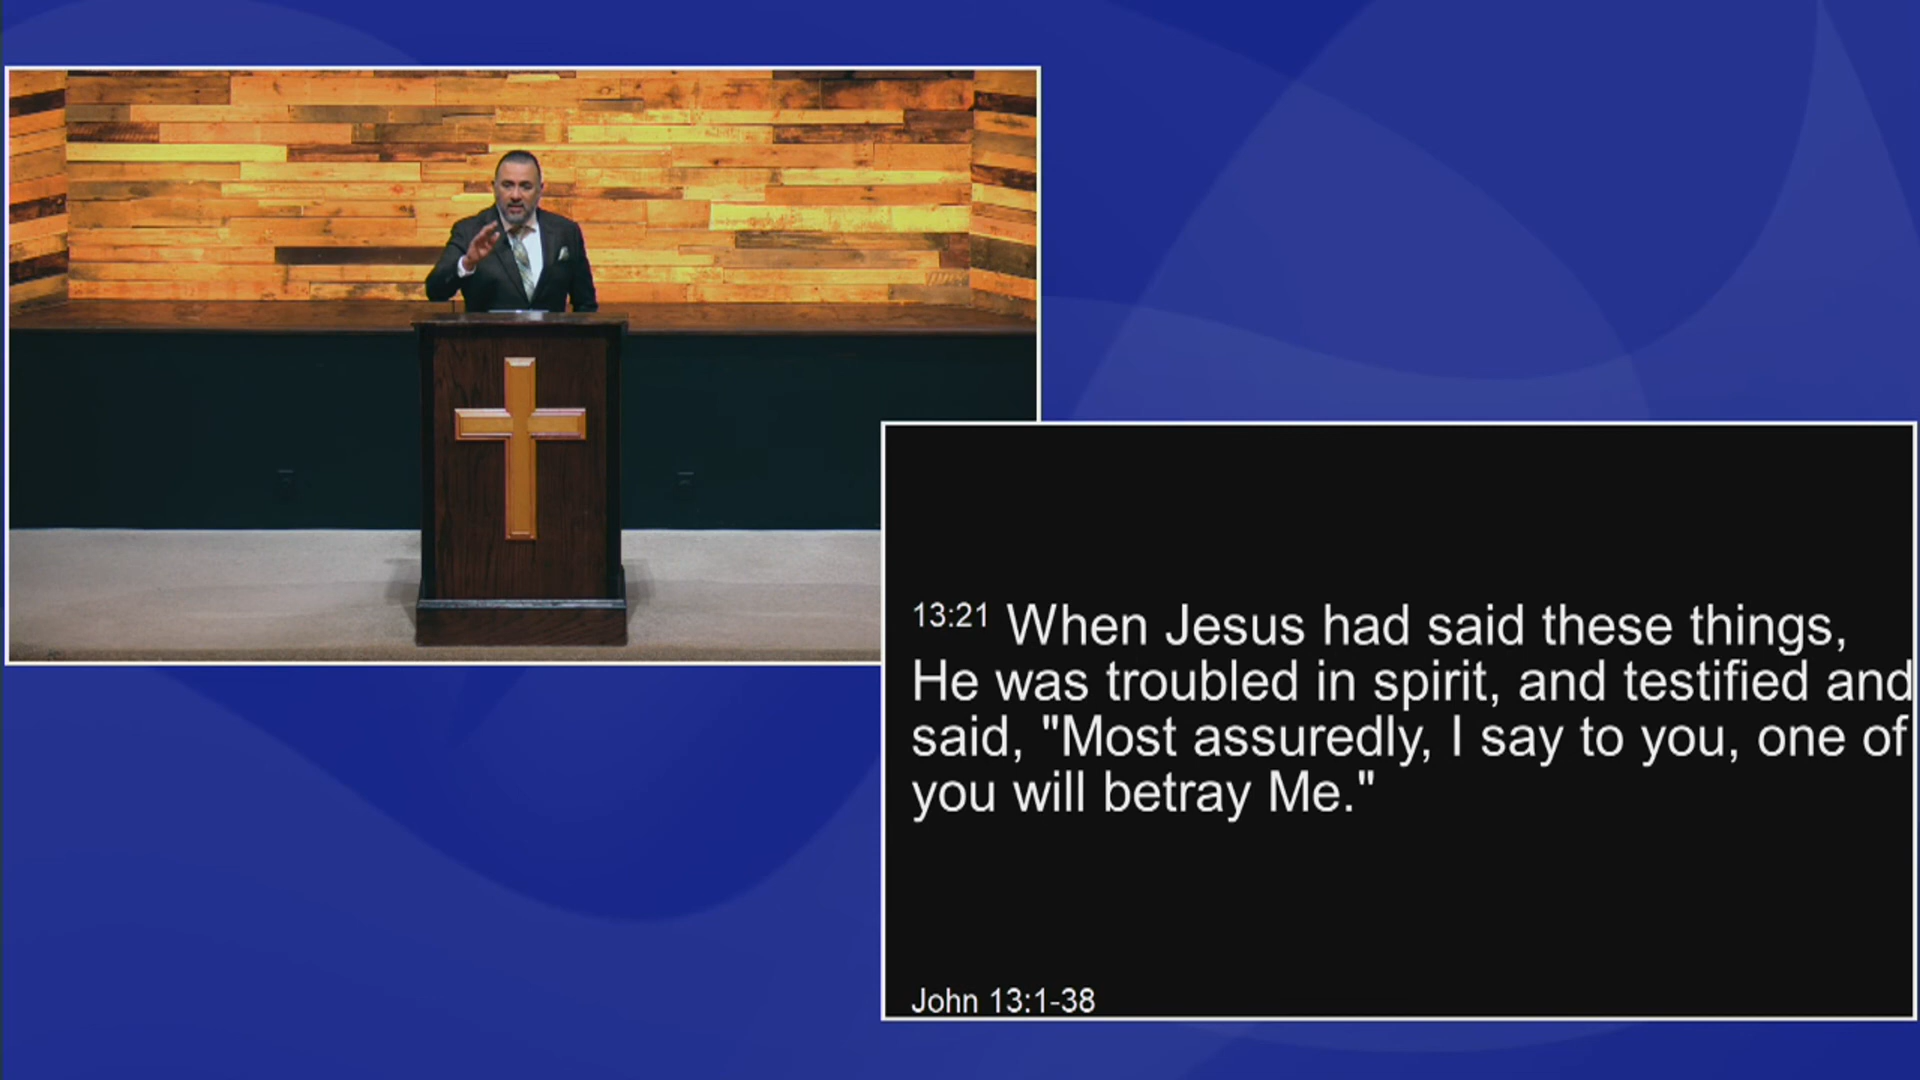 13:21 When Jesus had said these things,
He was troubled in spirit, and testified and
said, "Most assuredly, I say to you, one of
you will betray Me."
John 13:1-38